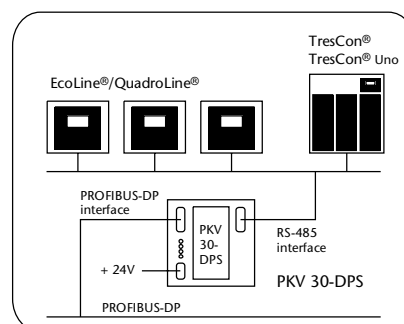 TresCon®
TresCon® Uno
EcoLine®/QuadroLine®
PROFIBUS-DP
interface
PKV
30-
DPS
RS-485
interface
+ 24V
PKV 30-DPS
PROFIBUS-DP